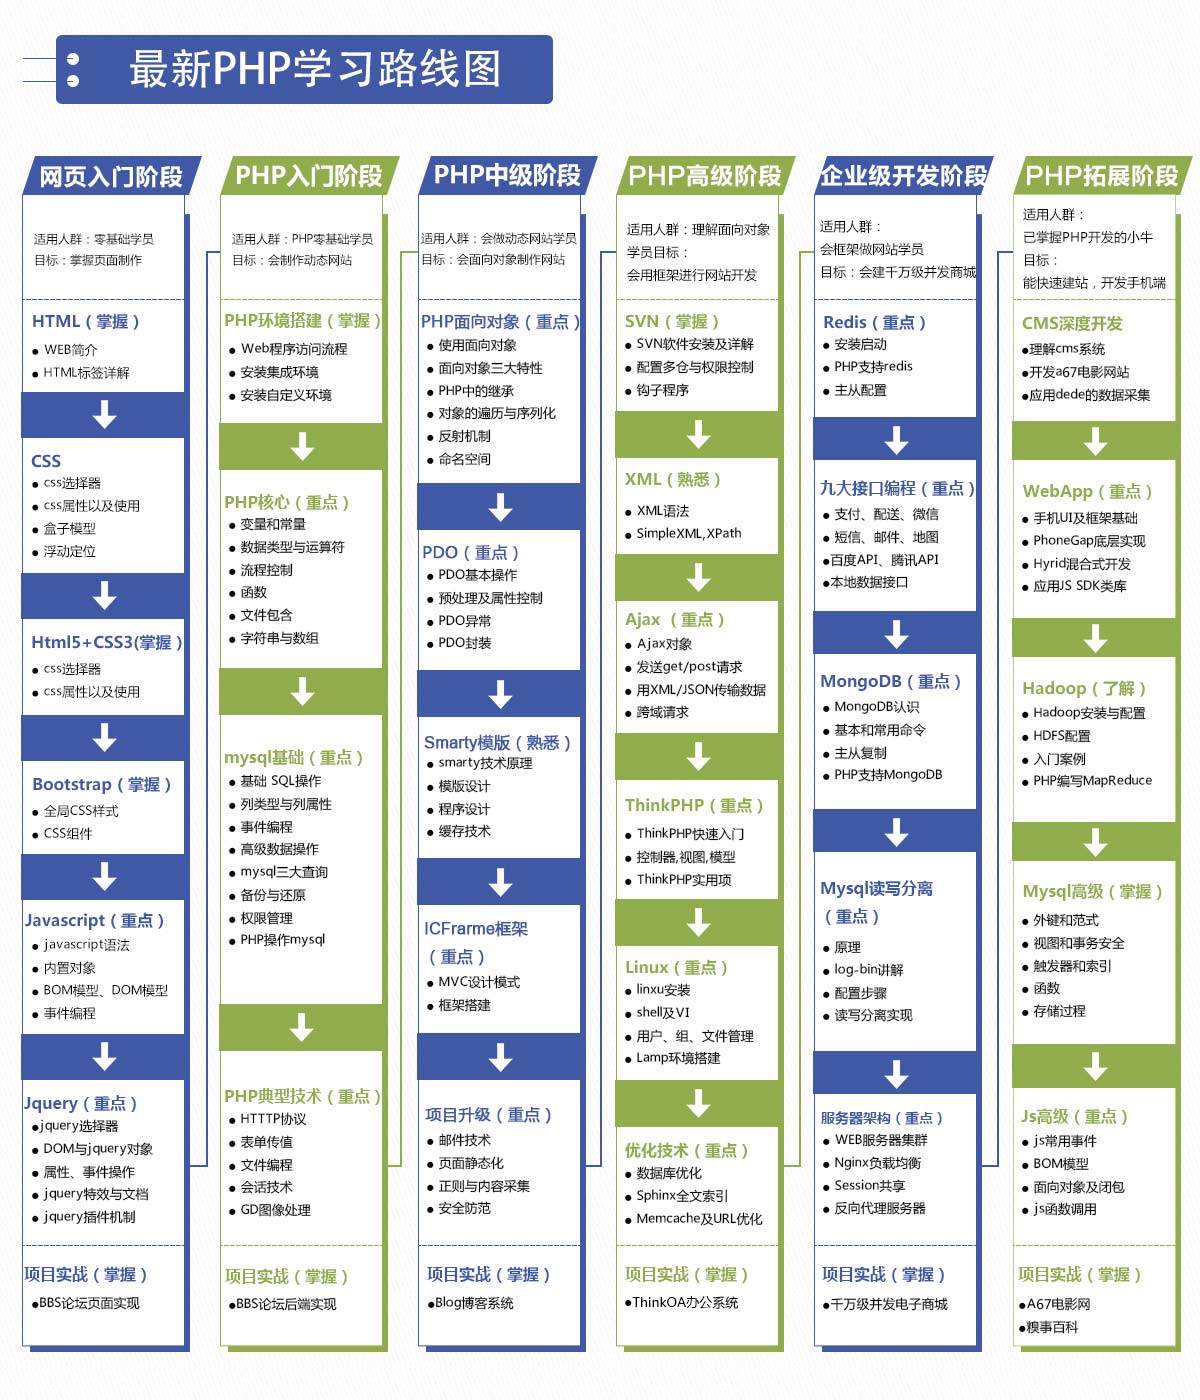 最新PHP学习路线图
网页入门阶段
适用人群：零基础学员
目标：掌握页面制作
HTML（掌握）
● WEB简介
● HTML标签详解
CSS
● css选择器
● css属性以及使用
● 盒子模型
● 浮动定位
Html5+CSS3(掌握）
● css选择器
● css属性以及使用
Bootstrap（掌握）
● 全局CSS样式
● CSS组件
Javascript（重点）
● javascript语法
● 内置对象
● BOM模型、DOM模型
● 事件编程
Jquery（重点）
●jquery选择器
● DOM与jquery对象
● 属性、事件操作
● jquery特效与文档
● jquery插件机制
项目实战（掌握）
●BBS论坛页面实现
PHP入门阶段
适用人群：PHP零基础学员
目标：会制作动态网站
PHP环境搭建（掌握）
● Web程序访问流程
● 安装集成环境
● 安装自定义环境
PHP核心（重点）
● 变量和常量
● 数据类型与运算符
● 流程控制
● 函数
● 文件包含
● 字符串与数组
mysql基础（重点）
● 基础 SQL操作
● 列类型与列属性
● 事件编程
● 高级数据操作
● mysql三大查询
● 备份与还原
● 权限管理
● PHP操作mysql
PHP典型技术（重点）
● HTTTP协议
● 表单传值
● 文件编程
● 会话技术
● GD图像处理
项目实战（掌握）
●BBS论坛后端实现
PHP中级阶段
适用人群：会做动态网站学员
目标：会面向对象制作网站
PHP面向对象（重点）
● 使用面向对象
● 面向对象三大特性
● PHP中的继承
● 对象的遍历与序列化
● 反射机制
● 命名空间
PDO（重点）
● PDO基本操作
● 预处理及属性控制
● PDO异常
● PDO封装
Smarty模版（熟悉）
● smarty技术原理
● 模版设计
● 程序设计
● 缓存技术
ICFrarme框架
（重点）
● MVC设计模式
● 框架搭建
项目升级（重点）
● 邮件技术
● 页面静态化
● 正则与内容采集
● 安全防范
项目实战（掌握）
●Blog博客系统
PHP高级阶段
适用人群：理解面向对象
学员目标：
会用框架进行网站开发
SVN（掌握）
● SVN软件安装及详解
● 配置多仓与权限控制
● 钩子程序
XML（熟悉）
● XML语法
● SimpleXML,XPath
Ajax （重点）
● Ajax对象
● 发送get/post请求
● 用XML/JSON传输数据
● 跨域请求
ThinkPHP（重点）
● ThinkPHP快速入门
● 控制器,视图,模型
● ThinkPHP实用项
Linux（重点）
● linxu安装
● shell及VI
● 用户、组、文件管理
● Lamp环境搭建
优化技术（重点）
● 数据库优化
● Sphinx全文索引
● Memcache及URL优化
项目实战（掌握）
●ThinkOA办公系统
企业级开发阶段
适用人群：
会框架做网站学员
目标：会建千万级并发商城
Redis（重点）
● 安装启动
● PHP支持redis
● 主从配置
九大接口编程（重点）
● 支付、配送、微信
● 短信、邮件、地图
●百度API、腾讯API
●本地数据接口
MongoDB（重点）
● MongoDB认识
● 基本和常用命令
● 主从复制
● PHP支持MongoDB
Mysql读写分离
（重点）
● 原理
● log-bin讲解
● 配置步骤
● 读写分离实现
服务器架构（重点）
● WEB服务器集群
● Nginx负载均衡
● Session共享
● 反向代理服务器
项目实战（掌握）
●千万级并发电子商城
PHP拓展阶段
适用人群：
已掌握PHP开发的小牛
目标：
能快速建站，开发手机端
CMS深度开发
●理解cms系统
●开发a67电影网站
●应用dede的数据采集
WebApp（重点）
● 手机UI及框架基础
● PhoneGap底层实现
● Hyrid混合式开发
● 应用JS SDK类库
Hadoop（了解）
● Hadoop安装与配置
● HDFS配置
● 入门案例
● PHP编写MapReduce
Mysql高级（掌握）
● 外键和范式
● 视图和事务安全
● 触发器和索引
● 函数
● 存储过程
Js高级（重点）
● js常用事件
● BOM模型
● 面向对象及闭包
● js函数调用
项目实战（掌握）
●A67电影网
●糗事百科